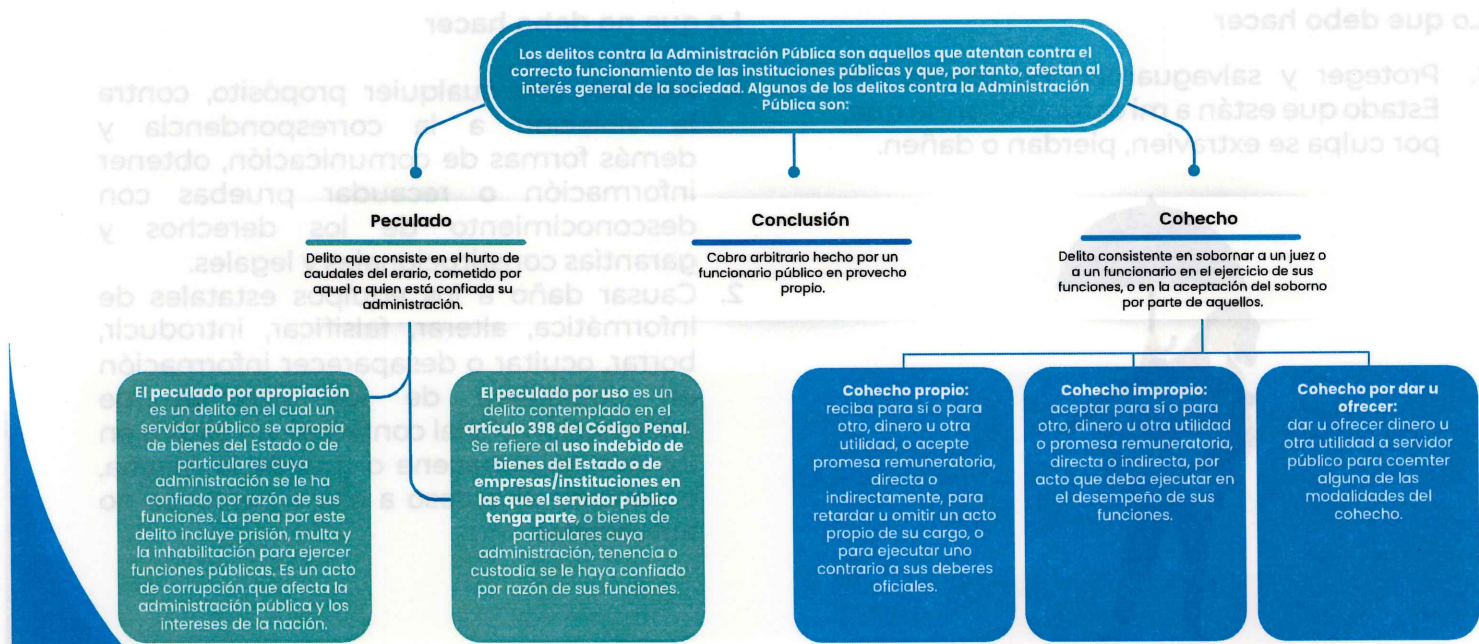 Los delitos contra la Administración Pública son aquellos que atentan contra el
correcto funcionamiento de las instituciones públicas y que, por tanto, afectan al
interés general de la sociedad. Algunos de los delitos contra la Administración
Pública son:
Peculado
Delito que consiste en el hurto de
caudales del erario, cometido por
aquel a quien está confiada su
administración.
Conclusión
Cobro arbitrario hecho por un
funcionario público en provecho
propio.
Cohecho
Delito consistente en sobornar a un juez o
a un funcionario en el ejercicio de sus
funciones, o en la aceptación del soborno
por parte de aquellos.
El peculado por apropiación
es un delito en el cual un
servidor público se apropia
de bienes del Estado o de
particulares cuya
administración se le ha
confiado por razón de sus
funciones. La pena por este
delito incluye prisión, multa y
la inhabilitación para ejercer
funciones públicas. Es un acto
de corrupción que afecta la
administración pública y los
intereses de la nación.
El peculado por uso es un
delito contemplado en el
artículo 398 del Código Penal.
Se refiere al uso indebido de
bienes del Estado o de
empresas/instituciones en
las que el servidor público
tenga parte, o bienes de
particulares cuya
administración, tenencia o
custodia se le haya confiado
por razón de sus funciones.
Cohecho propio:
reciba para sí o para
otro, dinero u otra
utilidad, o acepte
promesa remuneratoria,
directa o
indirectamente, para
retardar u omitir un acto
propio de su cargo, o
para ejecutar uno
contrario a sus deberes
oficiales.
Cohecho impropio:
aceptar para sí o para
otro, dinero u otra utilidad
o promesa remuneratoria,
directa o indirecta, por
acto que deba ejecutar en
el desempeño de sus
funciones.
Cohecho por dar u
ofrecer:
dar u ofrecer dinero u
otra utilidad a servidor
público para coemter
alguna de las
modalidades del
cohecho.